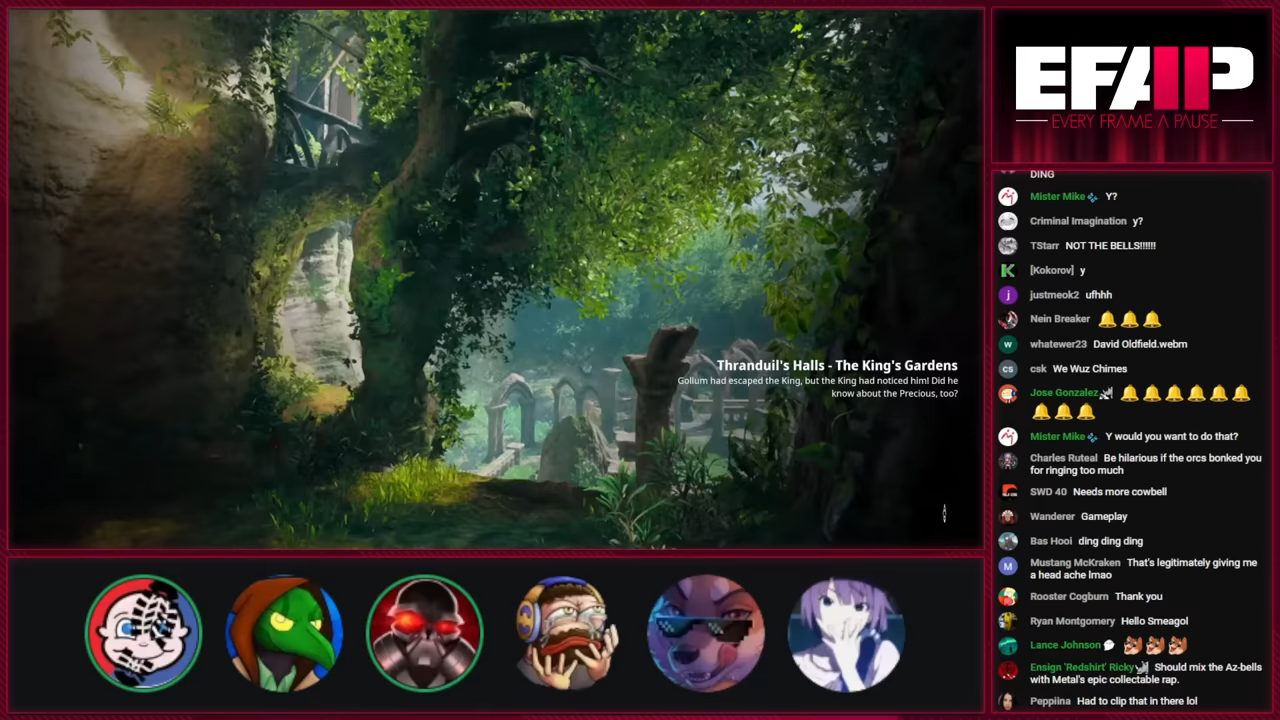 Thranduil's Halls - The King's Gardens
Gollum had escaped the King, but the King had noticed him! Did he
know about the Precious, too?
EFAP
EVERY FRAME A PAUSE
DING
Mister Mike Y?
Criminal Imagination y?
TStarr NOT THE BELLS!!!!!!
K [Kokorov] y
j justmeok2 ufhhh
Nein Breaker 🔔🔔🔔
w whatewer23 David Oldfield.webm
cs csk We Wuz Chimes
Jose Gonzalez 🔔🔔🔔🔔🔔🔔
🔔🔔🔔
Mister Mike Y would you want to do that?
Charles Ruteal Be hilarious if the orcs bonked you
for ringing too much
SWD 40 Needs more cowbell
Wanderer Gameplay
Bas Hooi ding ding ding
M Mustang McKraken That's legitimately giving me
a head ache lmao
Rooster Cogburn Thank you
Ryan Montgomery Hello Smeagol
Lance Johnson
Ensign 'Redshirt' Ricky Should mix the Az-bells
with Metal's epic collectable rap.
Peppiina Had to clip that in there lol